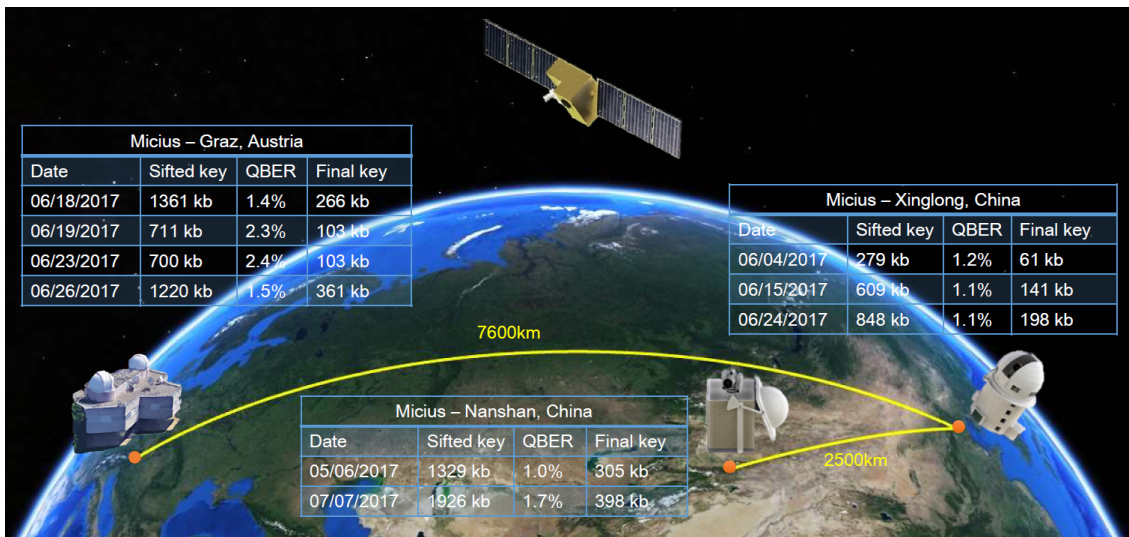 Micius – Graz, Austria
Date Sifted key QBER Final key
06/18/2017 1361 kb 1.4% 266 kb
06/19/2017 711 kb 2.3% 103 kb
06/23/2017 700 kb 2.4% 103 kb
06/26/2017 1220 kb 1.5% 361 kb
Micius – Xinglong, China
Date Sifted key QBER Final key
06/04/2017 279 kb 1.2% 61 kb
06/15/2017 609 kb 1.1% 141 kb
06/24/2017 848 kb 1.1% 198 kb
7600km
Micius – Nanshan, China
Date Sifted key QBER Final key
05/06/2017 1329 kb 1.0% 305 kb
07/07/2017 1926 kb 1.7% 398 kb
2500km